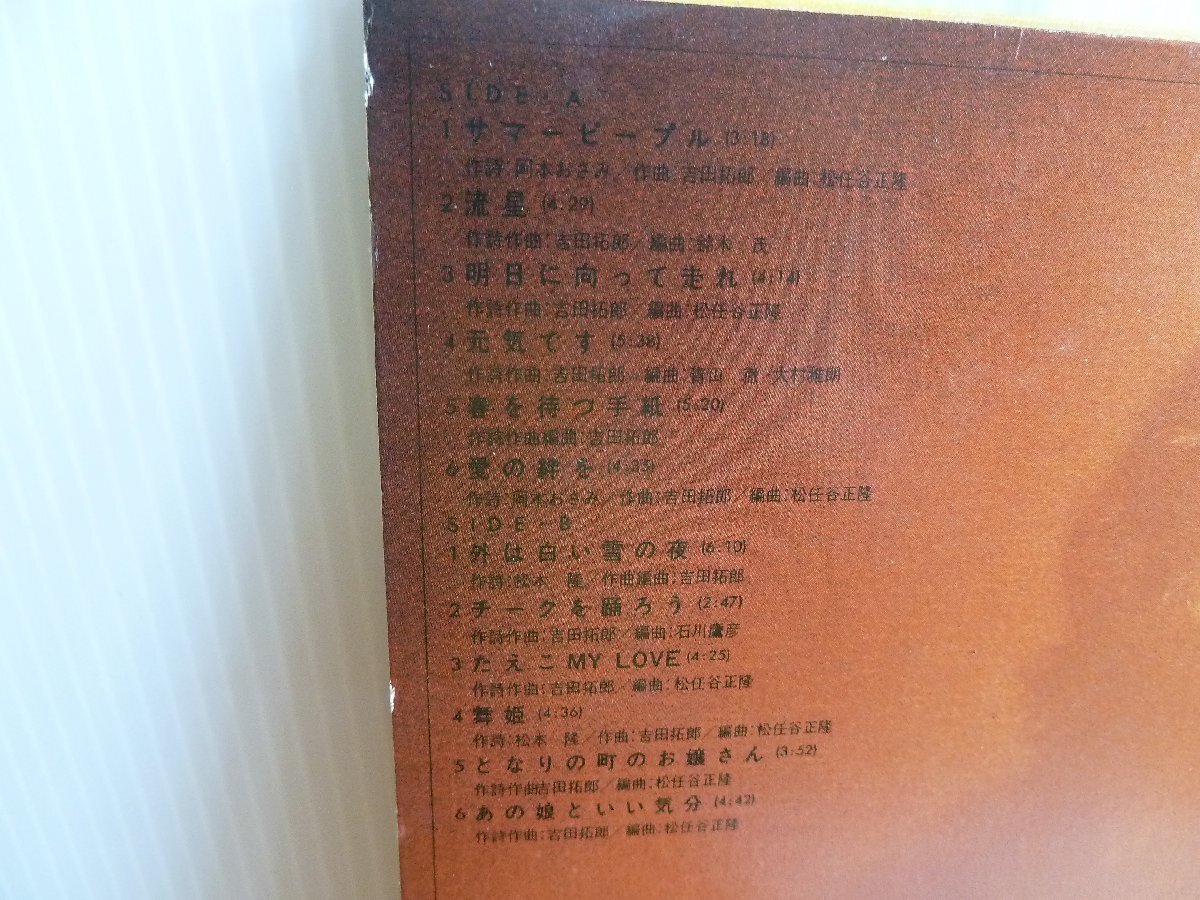 SIDE・A
1 サマーピープル (3:18)
作詩:岡本おさみ/作曲:吉田拓郎/編曲:松任谷正隆
2 流星 (4:29)
作詩作曲:吉田拓郎/編曲:鈴木 茂
3 明日に向って走れ (4:14)
作詩作曲:吉田拓郎/編曲:松任谷正隆
4 元気です (5:38)
作詩作曲:吉田拓郎・編曲:青山 徹・大村雅朗
5 春を待つ手紙 (5:20)
作詩作曲編曲:吉田拓郎
6 愛の絆を (4:25)
作詩:岡本おさみ/作曲:吉田拓郎/編曲:松任谷正隆
SIDE・B
1 外は白い雪の夜 (6:10)
作詩:松本 隆/作曲編曲:吉田拓郎
2 チークを踊ろう (2:47)
作詩作曲:吉田拓郎/編曲:石川鷹彦
3 たえこ MY LOVE (4:25)
作詩作曲:吉田拓郎・編曲:松任谷正隆
4 舞姫 (4:36)
作詩:松本 隆/作曲:吉田拓郎/編曲:松任谷正隆
5 となりの町のお嬢さん (3:52)
作詩作曲吉田拓郎/編曲:松任谷正隆
6 あの娘といい気分 (4:42)
作詩作曲:吉田拓郎/編曲:松任谷正隆